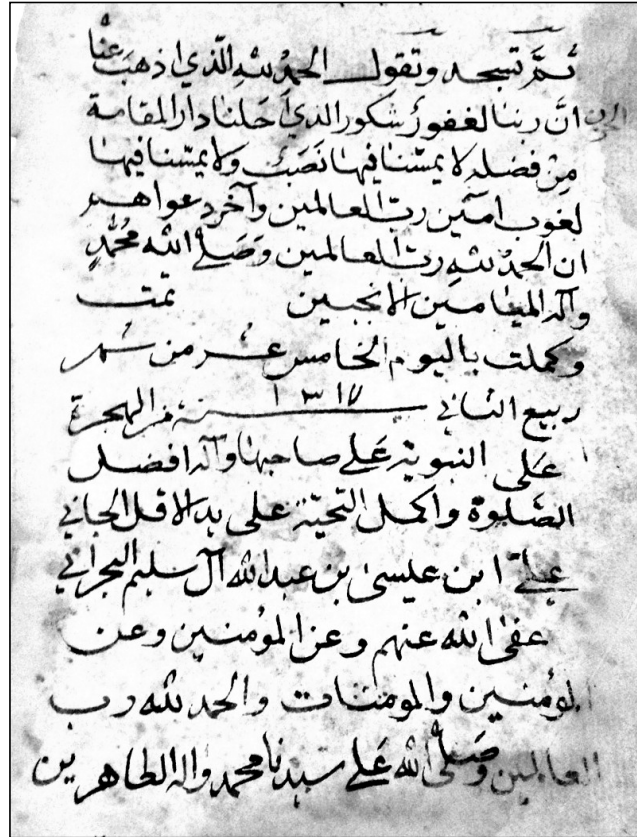 ثم تسجد وتقول الحمد لله الذي اذهب عنا
الحزن ان ربنا لغفور شكور الذي احلنا دار المقامة
من فضله لا يمسنا فيها نصب ولا يمسنا فيها
لغوب امين رب العالمين وآخر دعواهم
ان الحمد لله رب العالمين وصلى الله محمد
وآله الميامين الانجبين تمت
وكملت باليوم الخامس عشر من شهر
ربيع الثاني سنة ١٣١٧ من الهجرة
على النبوية على صاحبها وآله افضل
الصلوة واكمل التحية على يد الاقل الجاني
علي ابن عيسى بن عبد الله آل سليم البحراني
عفى الله عنهم وعن المؤمنين وعن
المؤمنين والمومنات والحمد لله رب
العالمين وصلى الله على سيدنا محمد واله الطاهرين